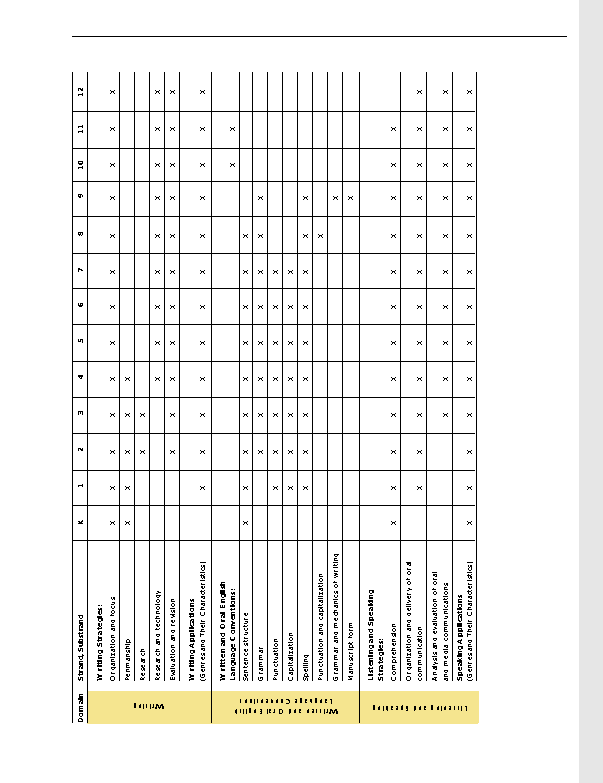 Domain Strand, Substrand K 1 2 3 4 5 6 7 8 9 10 11 12
Writing
Writing Strategies:
Organization and focus X X X X X X X X X X X X X
Penmanship X X X X X
Research X X
Research and technology X X X X X X X X X
Evaluation and revision X X X X X X X X X X X
Writing Applications
(Genres and Their Characteristics) X X X X X X X X X X X X
Written and Oral English
Language Conventions
Written and Oral English
Language Conventions: X X
Sentence structure X X X X X X X X X
Grammar X X X X X X X X
Punctuation X X X X X X X
Capitalization X X X X X X X
Spelling X X X X X X X X X
Punctuation and capitalization X
Grammar and mechanics of writing X
Manuscript form X
Listening and Speaking
Listening and Speaking
Strategies:
Comprehension X X X X X X X X X X X X
Organization and delivery of oral
communication X X X X X X X X X X X X
Analysis and evaluation of oral
and media communications X X X X X X X X X X
Speaking Applications
(Genres and Their Characteristics) X X X X X X X X X X X X X